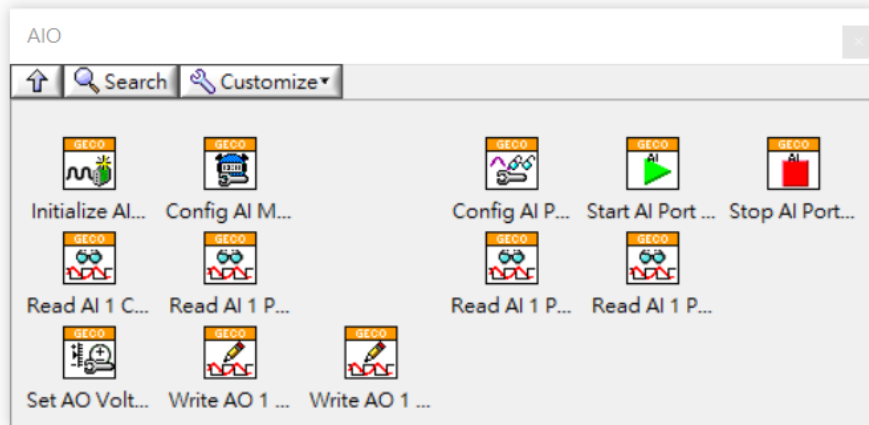 AIO
Search Customize
GECO GECO GECO GECO GECO
AI AI
Initialize AI... Config AI M... Config AI P... Start AI Port ... Stop AI Port...
GECO GECO GECO GECO
Read AI 1 C... Read AI 1 P... Read AI 1 P... Read AI 1 P...
GECO GECO GECO
Set AO Volt... Write AO 1 ... Write AO 1 ...